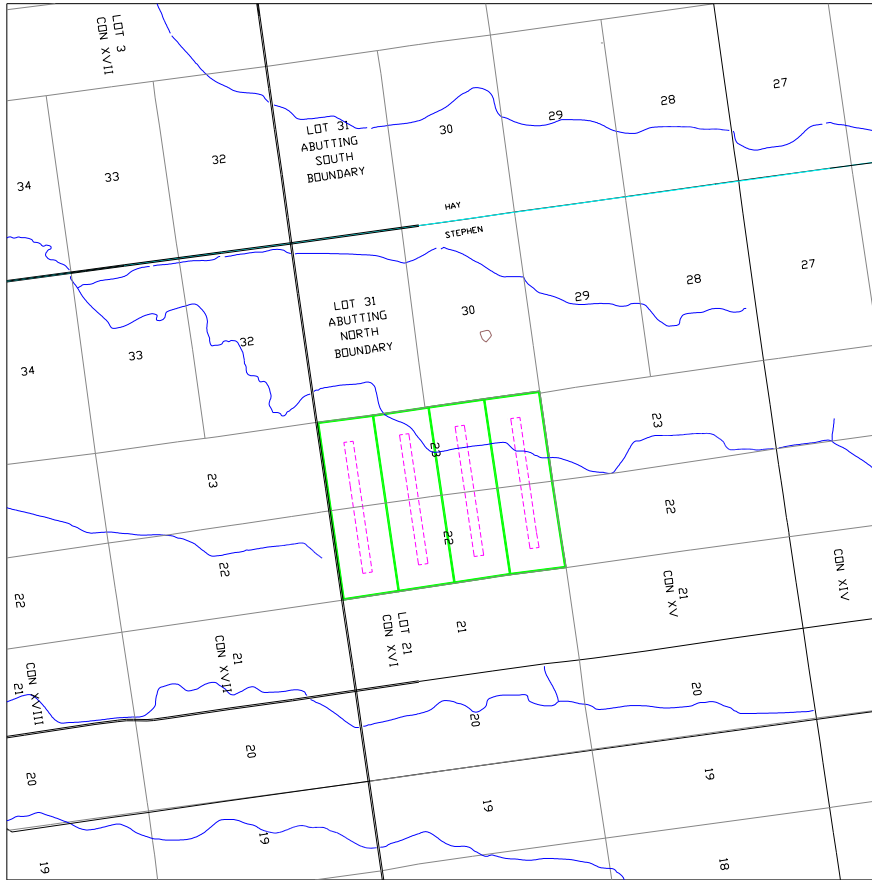 LOT 3
CON XVII
27
28
29
30
LOT 31
ABUTTING
SOUTH
BOUNDARY
32
33
34
HAY
STEPHEN
27
28
29
30
LOT 31
ABUTTING
NORTH
BOUNDARY
32
33
34
23
23
23
22
22
22
22
CON XIV
21
CON XV
21
LOT 21
CON XVI
21
CON XVII
21
CON XVIII
20
20
20
20
19
19
19
19
18